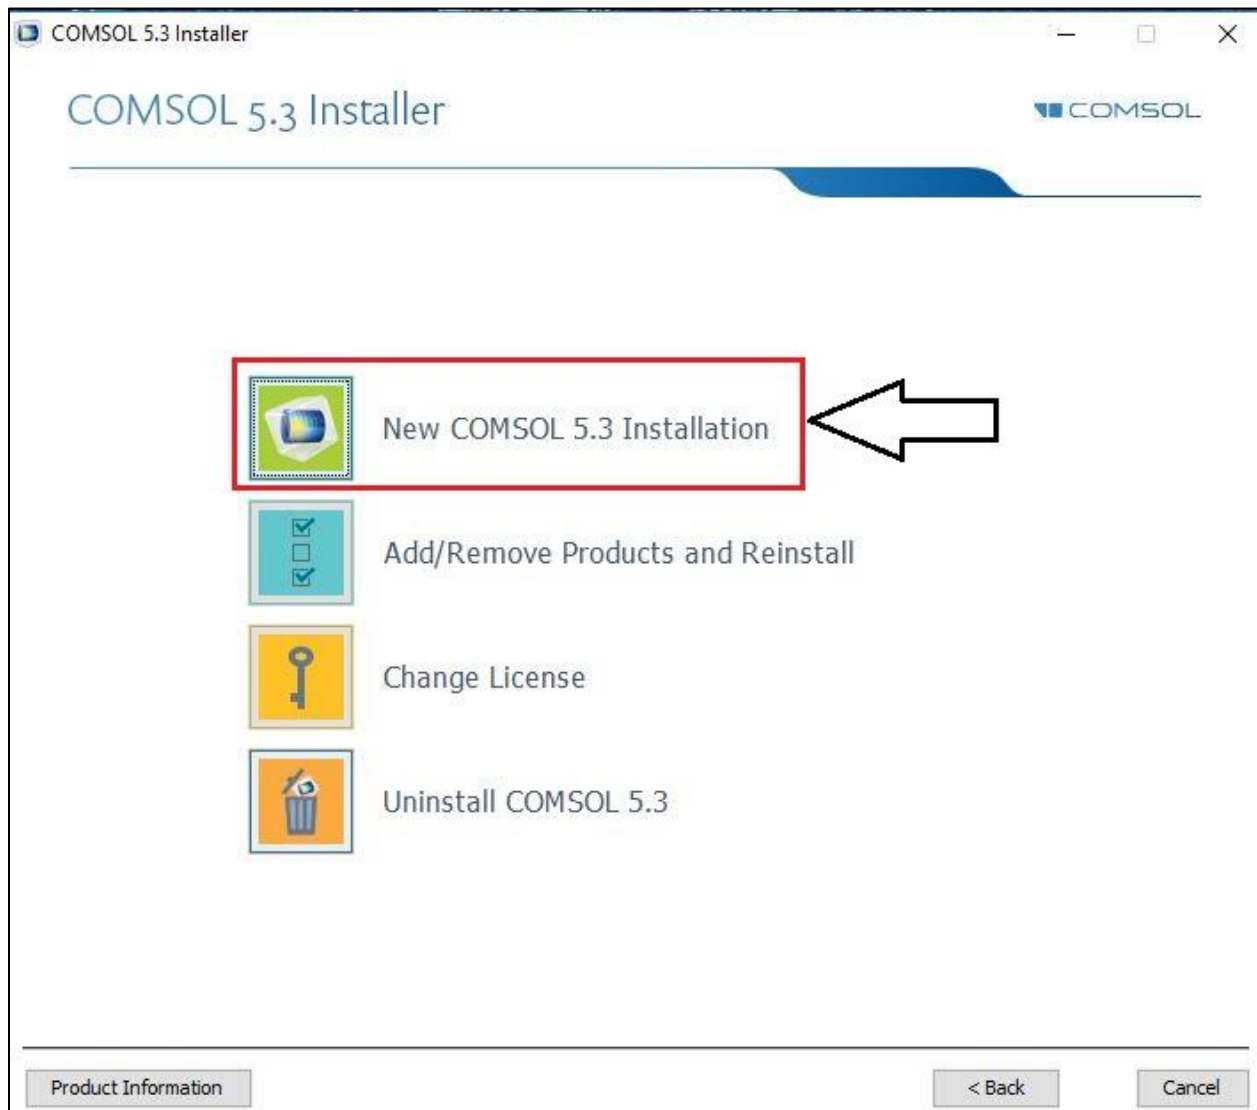 COMSOL 5.3 Installer
COMSOL 5.3 Installer
COMSOL
New COMSOL 5.3 Installation
Add/Remove Products and Reinstall
Change License
Uninstall COMSOL 5.3
Product Information
< Back
Cancel